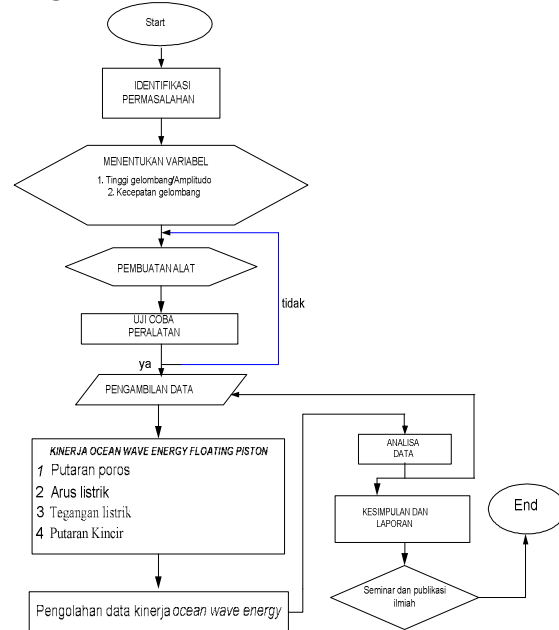 Start
IDENTIFIKASI
PERMASALAHAN
MENENTUKAN VARIABEL
1. Tinggi gelombang/Amplitudo
2. Kecepatan gelombang
PEMBUATAN ALAT
tidak
UJI COBA
PERALATAN
ya
PENGAMBILAN DATA
KINERJA OCEAN WAVE ENERGY FLOATING PISTON
1 Putaran poros
2 Arus listrik
3 Tegangan listrik
4 Putaran Kincir
Pengolahan data kinerja ocean wave energy
ANALISA
DATA
KESIMPULAN DAN
LAPORAN
Seminar dan publikasi
ilmiah
End